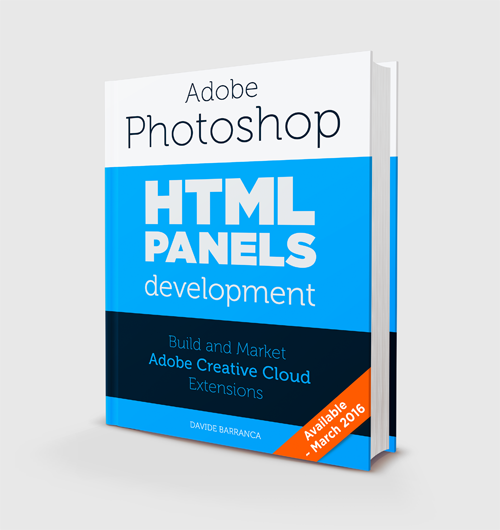 Adobe
Photoshop
HTML
PANELS
development
Build and Market
Adobe Creative Cloud
Extensions
DAVIDE BARRANCA
Available
- March 2016